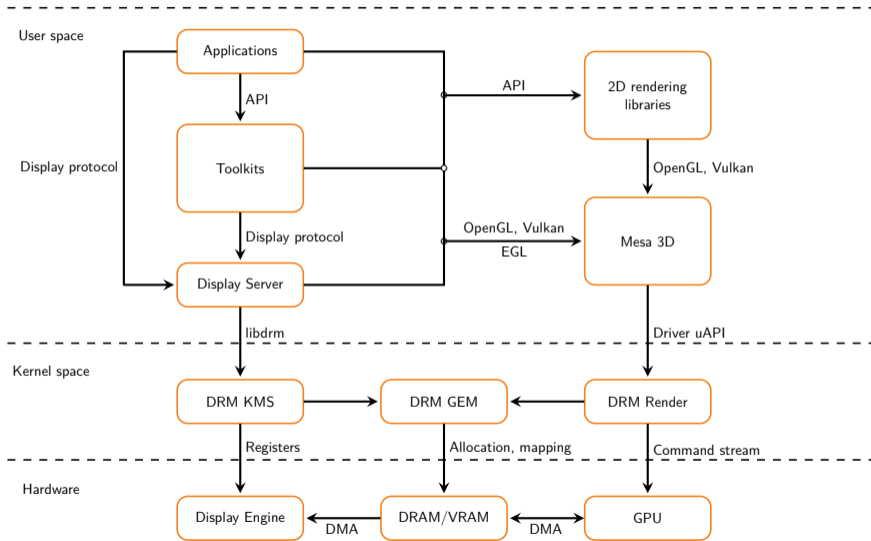 User space
Applications
API
API
2D rendering
libraries
Display protocol
Toolkits
OpenGL, Vulkan
Display protocol
OpenGL, Vulkan
EGL
Mesa 3D
Display Server
libdrm
Driver uAPI
Kernel space
DRM KMS
DRM GEM
DRM Render
Registers
Allocation, mapping
Command stream
Hardware
Display Engine
DMA
DRAM/VRAM
DMA
GPU